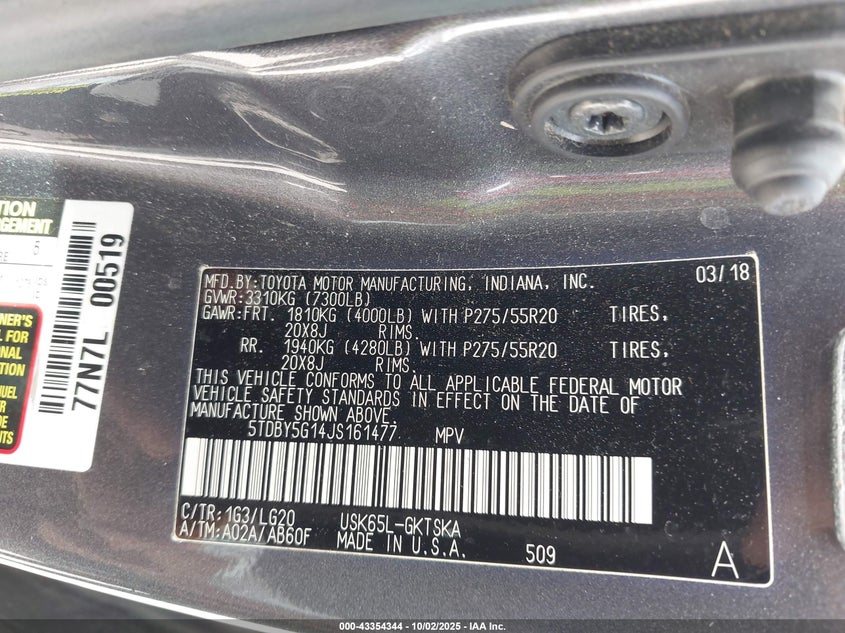 MFD.BY:TOYOTA MOTOR MANUFACTURING, INDIANA, INC. 03/18
GVWR:3310KG (7300LB)
GAWR:FRT. 1810KG (4000LB) WITH P275/55R20 TIRES,
20X8J RIMS.
RR. 1940KG (4280LB) WITH P275/55R20 TIRES,
20X8J RIMS.
THIS VEHICLE CONFORMS TO ALL APPLICABLE FEDERAL MOTOR
VEHICLE SAFETY STANDARDS IN EFFECT ON THE DATE OF
MANUFACTURE SHOWN ABOVE.
5TDBY5G14JS161477 MPV
C/TR:1G3/LG20 USK65L-GKTSKA
A/TM:A02A/AB60F MADE IN U.S.A. 509 A
77N7L 00519
5
000-43354344 | 10/02/2025 | IAA Inc.